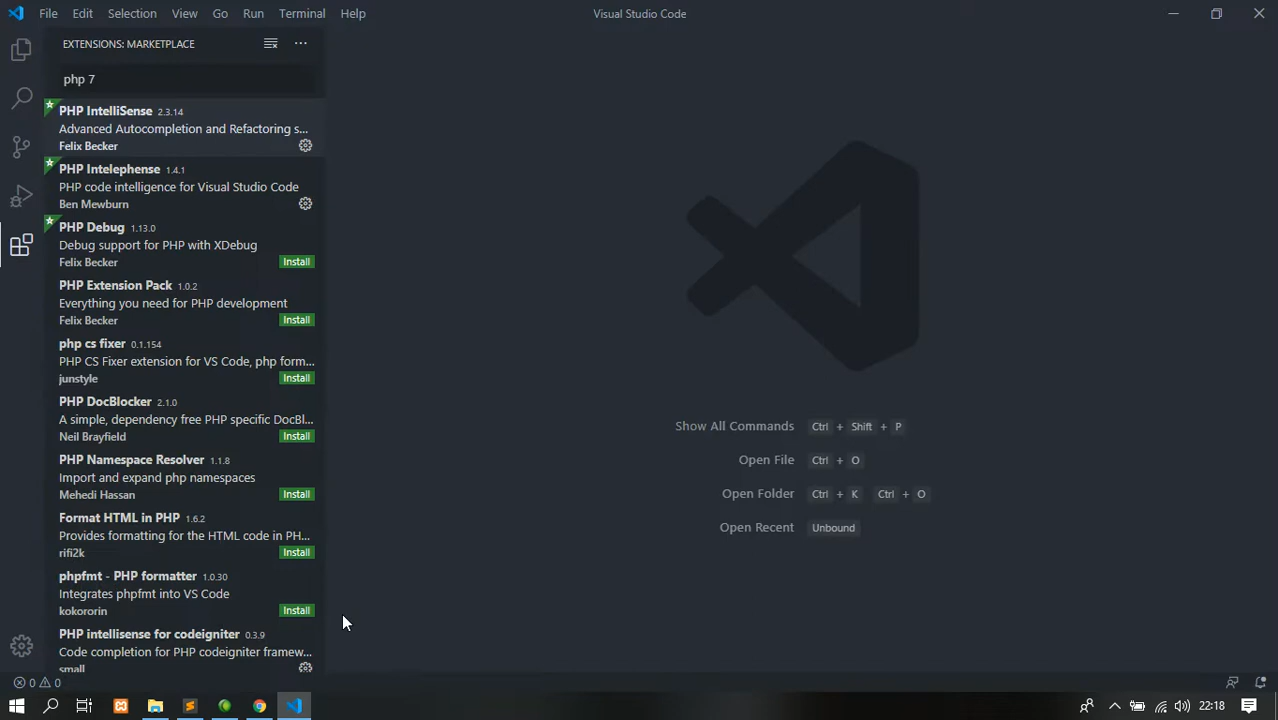 File Edit Selection View Go Run Terminal Help
Visual Studio Code
EXTENSIONS: MARKETPLACE
php 7
PHP IntelliSense 2.3.14
Advanced Autocompletion and Refactoring s...
Felix Becker
PHP Intelephense 1.4.1
PHP code intelligence for Visual Studio Code
Ben Mewburn
PHP Debug 1.13.0
Debug support for PHP with XDebug
Felix Becker Install
PHP Extension Pack 1.0.2
Everything you need for PHP development
Felix Becker Install
php cs fixer 0.1.154
PHP CS Fixer extension for VS Code, php form...
junstyle Install
PHP DocBlocker 2.1.0
A simple, dependency free PHP specific DocBl...
Neil Brayfield Install
PHP Namespace Resolver 1.1.8
Import and expand php namespaces
Mehedi Hassan Install
Format HTML in PHP 1.6.2
Provides formatting for the HTML code in PH...
rifi2k Install
phpfmt - PHP formatter 1.0.30
Integrates phpfmt into VS Code
kokororin Install
PHP intellisense for codeigniter 0.3.9
Code completion for PHP codeigniter framew...
small
Show All Commands Ctrl + Shift + P
Open File Ctrl + O
Open Folder Ctrl + K Ctrl + O
Open Recent Unbound
0 0
22:18